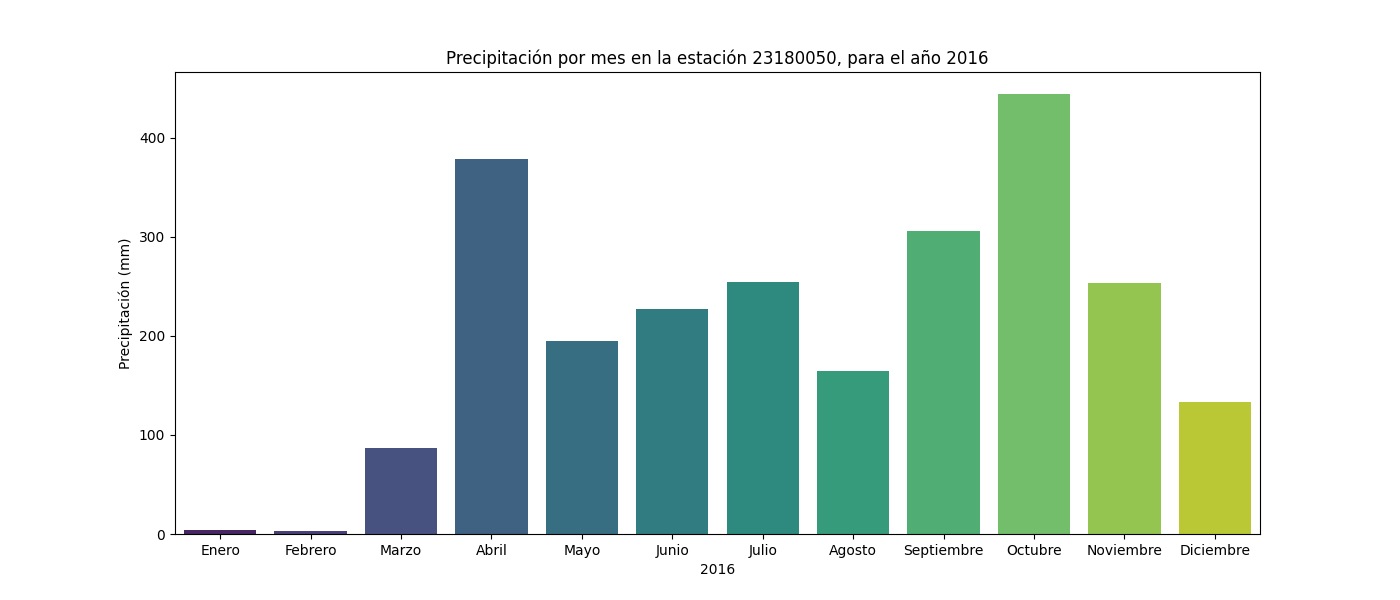 Precipitación por mes en la estación 23180050, para el año 2016
Precipitación (mm)
400
300
200
100
0
Enero Febrero Marzo Abril Mayo Junio Julio Agosto Septiembre Octubre Noviembre Diciembre
2016